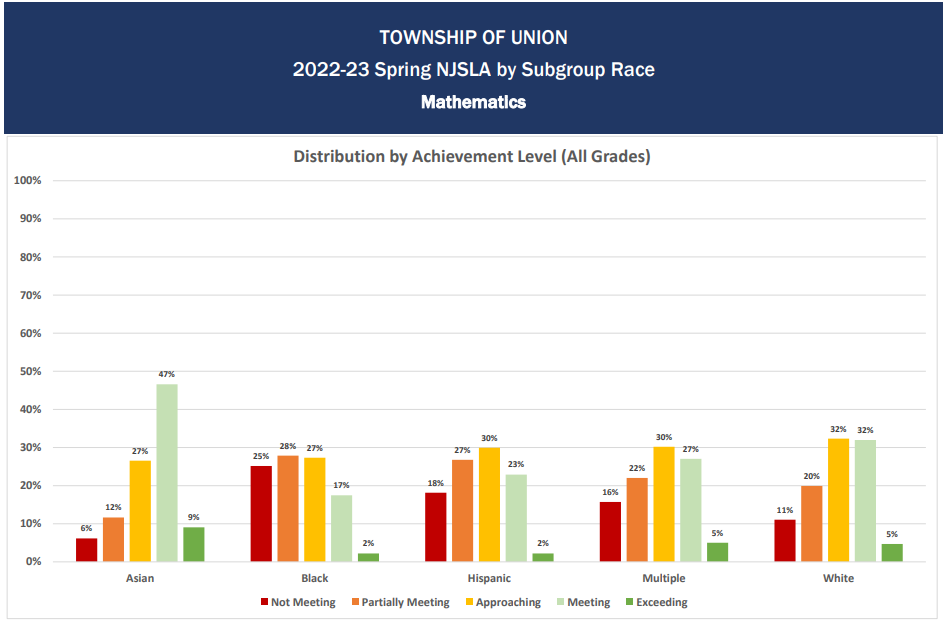 TOWNSHIP OF UNION
2022-23 Spring NJSLA by Subgroup Race
Mathematics
Distribution by Achievement Level (All Grades)
100%
90%
80%
70%
60%
50%
40%
30%
20%
10%
0%
6% 12% 27% 47% 9%
25% 28% 27% 17% 2%
18% 27% 30% 23% 2%
16% 22% 30% 27% 5%
11% 20% 32% 32% 5%
Asian Black Hispanic Multiple White
Not Meeting Partially Meeting Approaching Meeting Exceeding